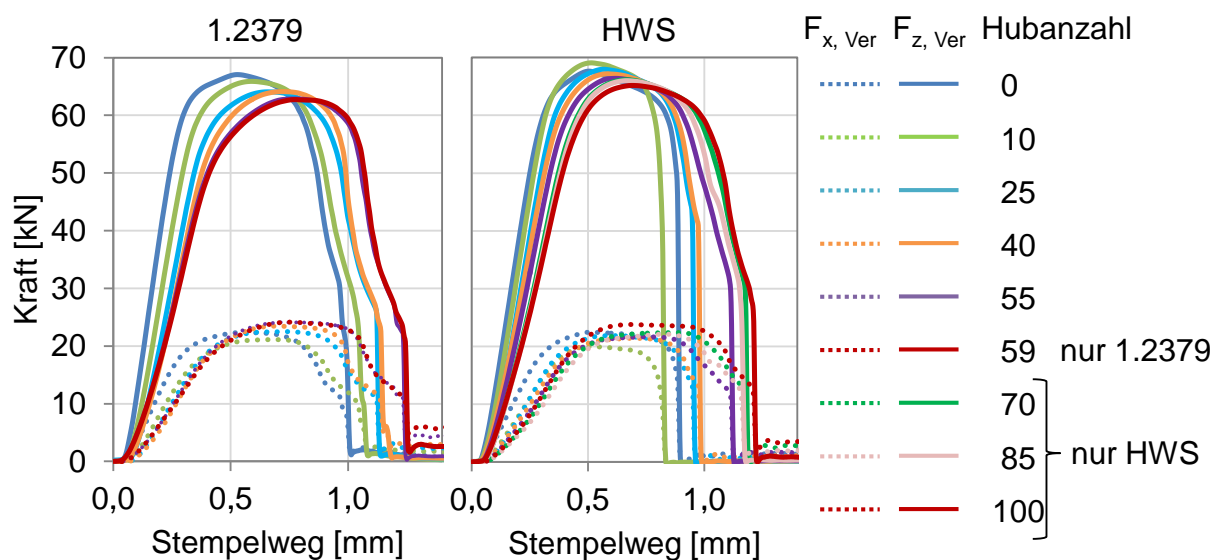 1.2379
HWS
F x, Ver F z, Ver Hubanzahl
Kraft [kN]
70
60
50
40
30
20
10
0
0,0 0,5 1,0
Stempelweg [mm]
0,0 0,5 1,0
Stempelweg [mm]
0
10
25
40
55
59 nur 1.2379
70
85 nur HWS
100